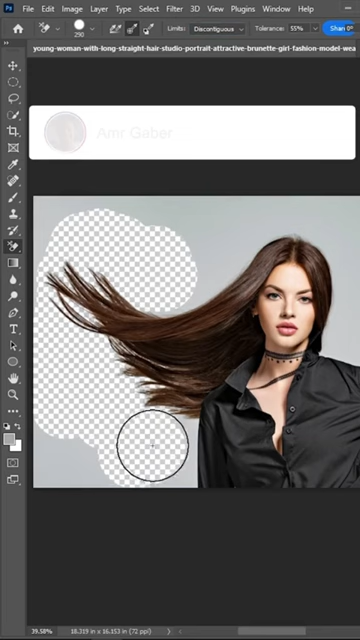 Ps File Edit Image Layer Type Select Filter 3D View Plugins Window Help
250 Limits: Discontiguous Tolerance: 55%
young-woman-with-long-straight-hair-studio-portrait-attractive-brunette-girl-fashion-model-wea
Amr Gaber
T
39.58% 18.319 in x 16.153 in (72 ppi)